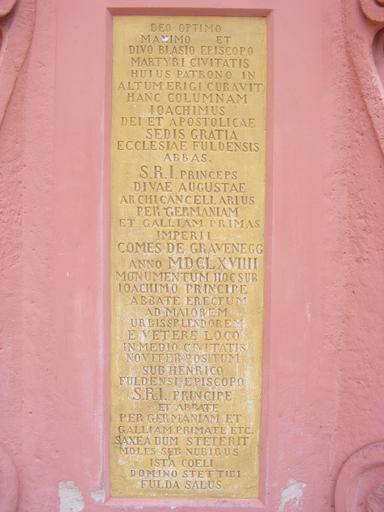 DEO OPTIMO
MAXIMO ET
DIVO BLASIO EPISCOPO
MARTYRI CIVITATIS
HUIUS PATRONO IN
ALTUM ERIGI CURAVIT
HANC COLUMNAM
IOACHIMUS
DEI ET APOSTOLICAE
SEDIS GRATIA
ECCLESIAE FULDENSIS
ABBAS.
S.R.I. PRINCEPS
DIVAE AUGUSTAE
ARCHICANCELLARIUS
PER GERMANIAM
ET GALLIAM PRIMAS
IMPERII
COMES DE GRAVENEGG
ANNO MDCLXVIIII
MONUMENTUM HOC SUB
IOACHIMO PRINCIPE
ABBATE ERECTUM
AD MAIOREM
URBIS SPLENDOREM
E VETERE LOCO
IN MEDIO CIVITATIS
NOVITER POSITUM
SUB HENRICO
FULDENSI EPISCOPO
S.R.I. PRINCIPE
ET ABBATE
PER GERMANIAM ET
GALLIAM PRIMATE ETC.
SAXEA DUM STETERIT
MOLES SUB NUBIBUS
ISTA COELI
DOMINO STET TIBI
FULDA SALUS